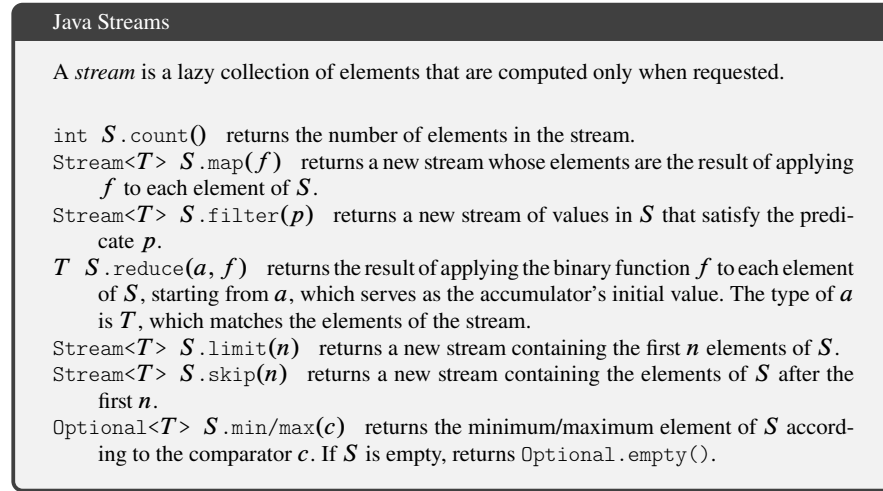 Java Streams
A stream is a lazy collection of elements that are computed only when requested.
int S.count() returns the number of elements in the stream.
Stream<T> S.map(f) returns a new stream whose elements are the result of applying
f to each element of S.
Stream<T> S.filter(p) returns a new stream of values in S that satisfy the predi-
cate p.
T S.reduce(a, f) returns the result of applying the binary function f to each element
of S, starting from a, which serves as the accumulator's initial value. The type of a
is T, which matches the elements of the stream.
Stream<T> S.limit(n) returns a new stream containing the first n elements of S.
Stream<T> S.skip(n) returns a new stream containing the elements of S after the
first n.
Optional<T> S.min/max(c) returns the minimum/maximum element of S accord-
ing to the comparator c. If S is empty, returns Optional.empty().